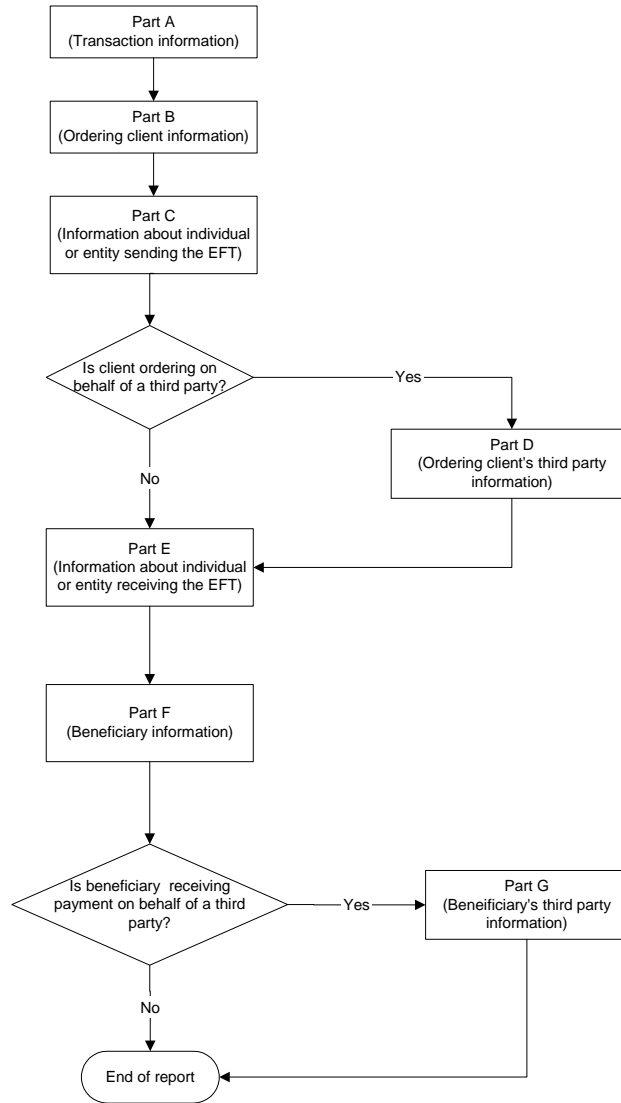 Part A
(Transaction information)
Part B
(Ordering client information)
Part C
(Information about individual
or entity sending the EFT)
Is client ordering on
behalf of a third party?
Yes
Part D
(Ordering client's third party
information)
No
Part E
(Information about individual
or entity receiving the EFT)
Part F
(Beneficiary information)
Is beneficiary receiving
payment on behalf of a third
party?
Yes
Part G
(Beneificiary's third party
information)
No
End of report